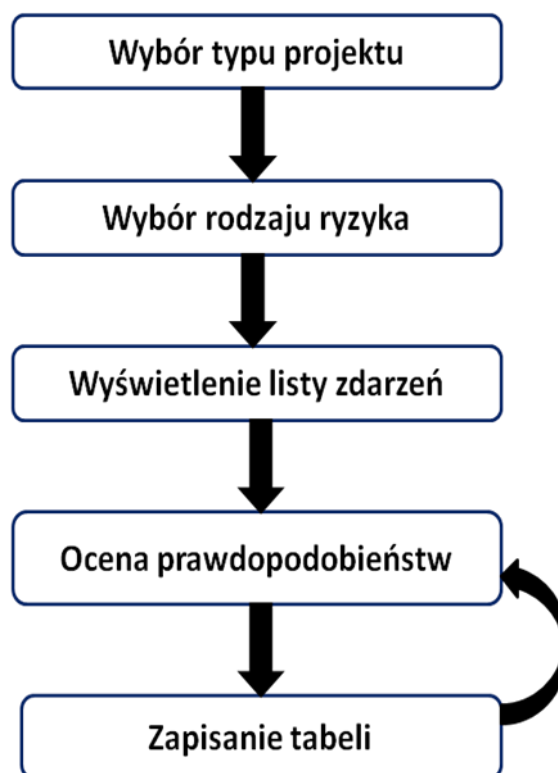 Wybór typu projektu
Wybór rodzaju ryzyka
Wyświetlenie listy zdarzeń
Ocena prawdopodobieństw
Zapisanie tabeli